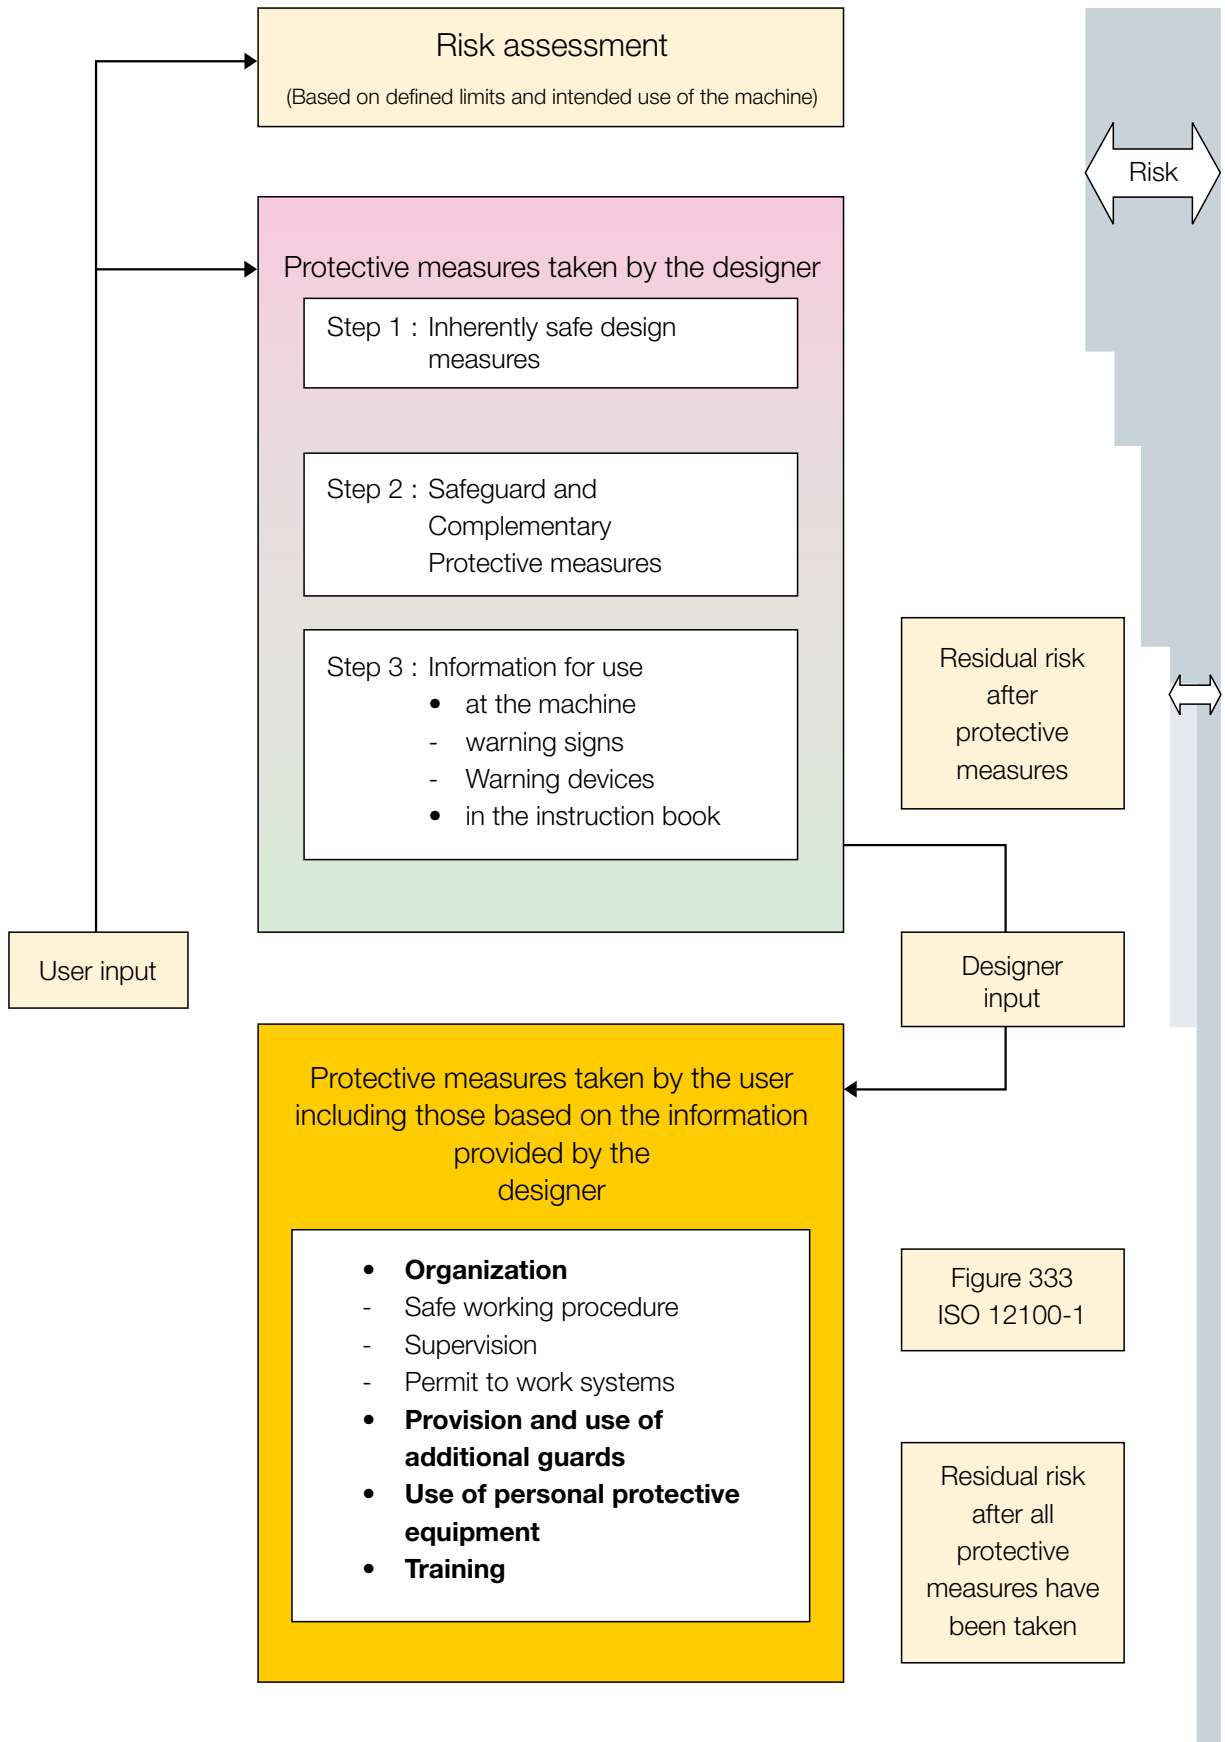 Risk assessment
(Based on defined limits and intended use of the machine)
Risk
Protective measures taken by the designer
Step 1 : Inherently safe design
measures
Step 2 : Safeguard and
Complementary
Protective measures
Step 3 : Information for use
• at the machine
- warning signs
- Warning devices
• in the instruction book
Residual risk
after
protective
measures
User input
Designer
input
Protective measures taken by the user
including those based on the information
provided by the
designer
• Organization
- Safe working procedure
- Supervision
- Permit to work systems
• Provision and use of
additional guards
• Use of personal protective
equipment
• Training
Figure 333
ISO 12100-1
Residual risk
after all
protective
measures have
been taken